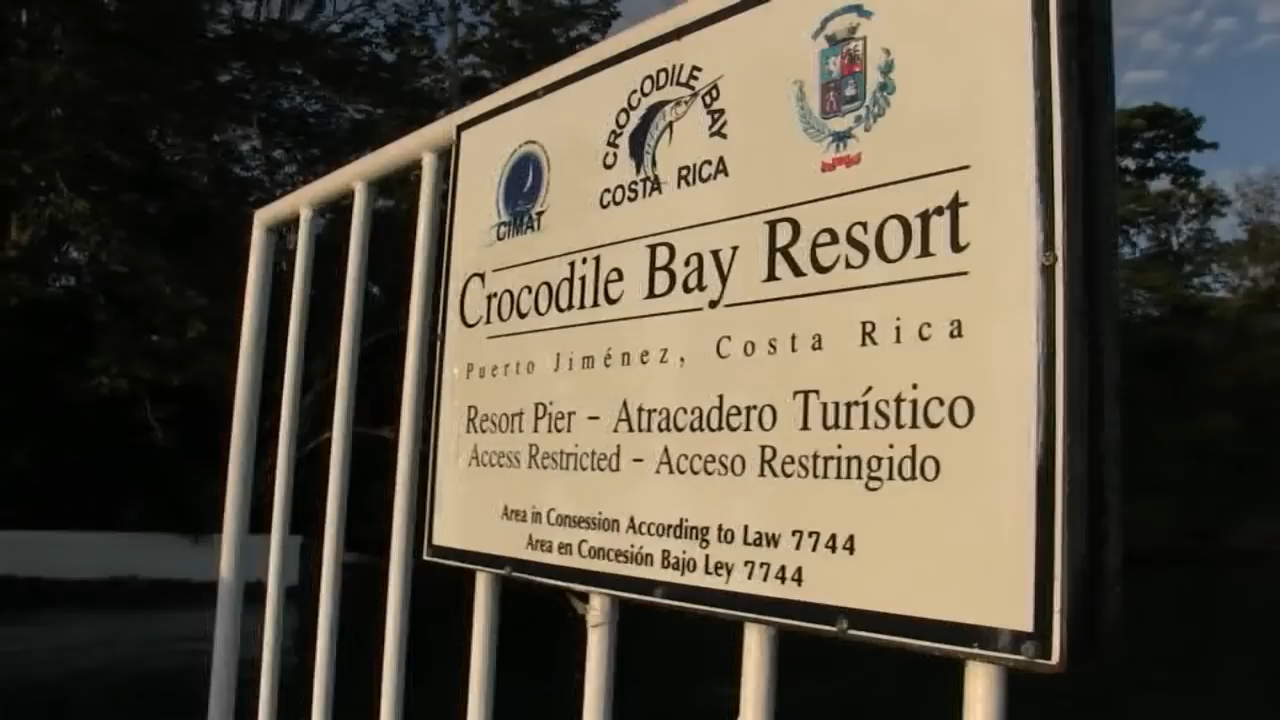 CIMAT
CROCODILE BAY
COSTA RICA
Crocodile Bay Resort
Puerto Jiménez, Costa Rica
Resort Pier - Atracadero Turístico
Access Restricted - Acceso Restringido
Area in Consession According to Law 7744
Area en Concesión Bajo Ley 7744